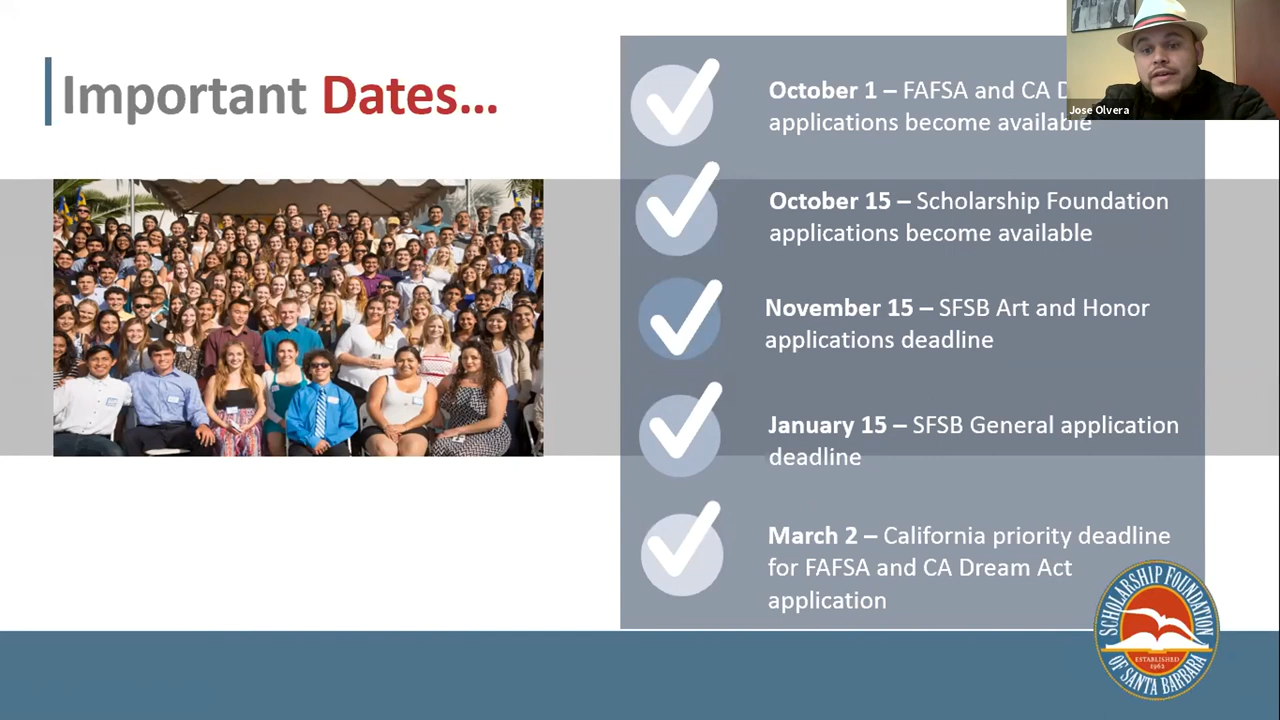 Important Dates...
October 1 – FAFSA and CA D
applications become available
October 15 – Scholarship Foundation
applications become available
November 15 – SFSB Art and Honor
applications deadline
January 15 – SFSB General application
deadline
March 2 – California priority deadline
for FAFSA and CA Dream Act
application
Jose Olvera
SCHOLARSHIP FOUNDATION
OF SANTA BARBARA
ESTABLISHED
1962